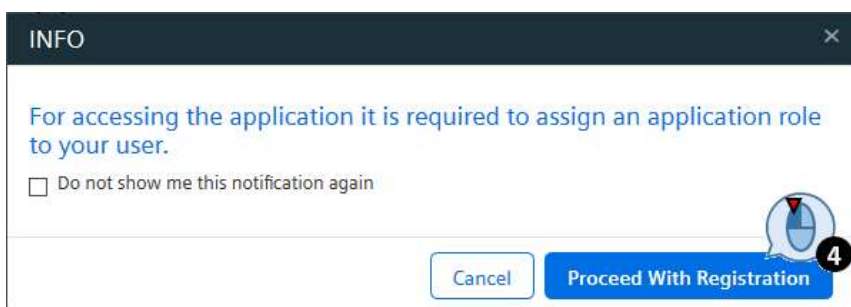 INFO
For accessing the application it is required to assign an application role
to your user.
Do not show me this notification again
4
Cancel
Proceed With Registration